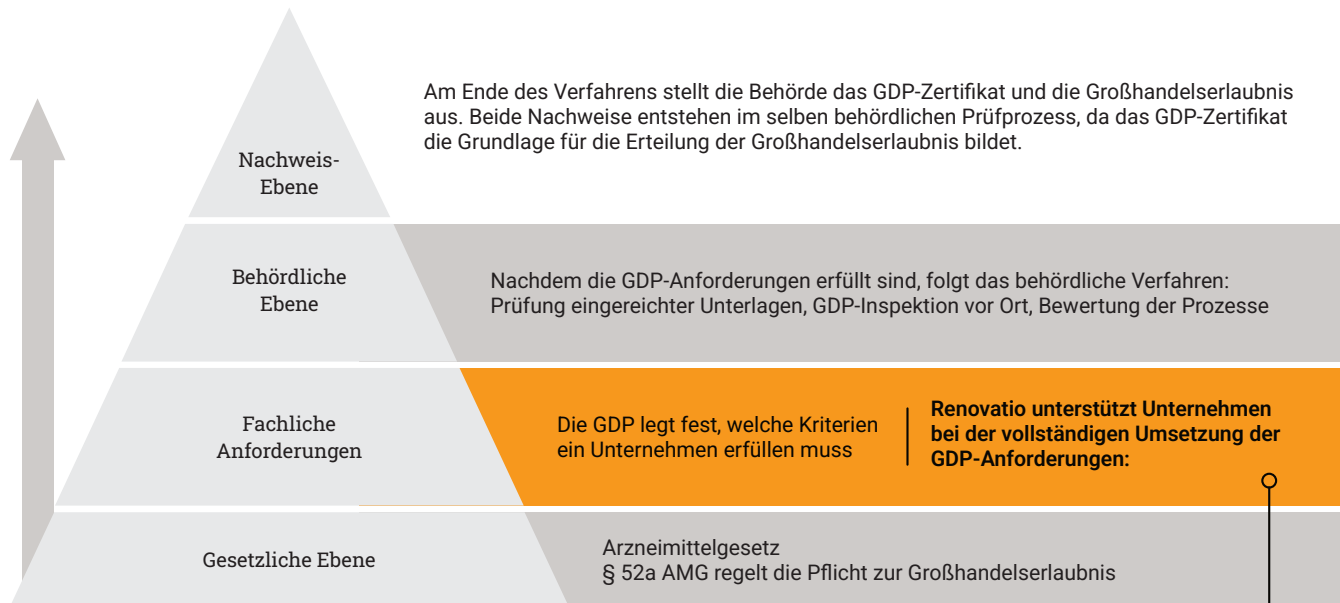 Am Ende des Verfahrens stellt die Behörde das GDP-Zertifikat und die Großhandelserlaubnis
aus. Beide Nachweise entstehen im selben behördlichen Prüfprozess, da das GDP-Zertifikat
die Grundlage für die Erteilung der Großhandelserlaubnis bildet.
Nachweis-
Ebene
Behördliche
Ebene
Nachdem die GDP-Anforderungen erfüllt sind, folgt das behördliche Verfahren:
Prüfung eingereichter Unterlagen, GDP-Inspektion vor Ort, Bewertung der Prozesse
Fachliche
Anforderungen
Die GDP legt fest, welche Kriterien
ein Unternehmen erfüllen muss
Renovatio unterstützt Unternehmen
bei der vollständigen Umsetzung der
GDP-Anforderungen:
Gesetzliche Ebene
Arzneimittelgesetz
§ 52a AMG regelt die Pflicht zur Großhandelserlaubnis